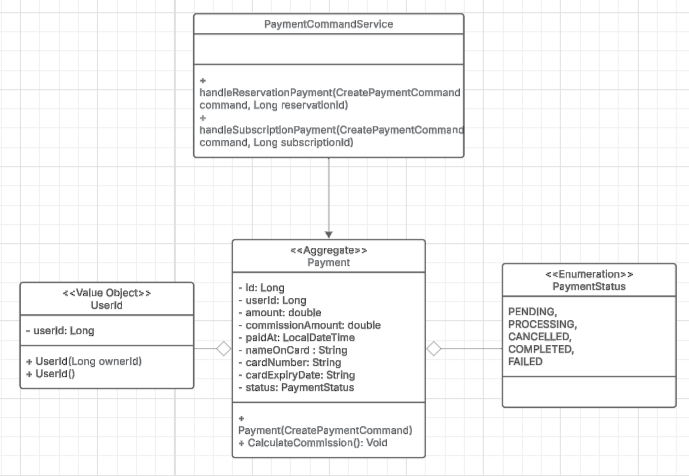 PaymentCommandService
+
handleReservationPayment(CreatePaymentCommand
command, Long reservationId)
+
handleSubscriptionPayment(CreatePaymentCommand
command, Long subscriptionId)
<<Aggregate>>
Payment
- id: Long
- userId: Long
- amount: double
- commissionAmount: double
- paidAt: LocalDateTime
- nameOnCard : String
- cardNumber: String
- cardExpiryDate: String
- status: PaymentStatus
+
Payment(CreatePaymentCommand)
+ CalculateCommission(): Void
<<Value Object>>
UserId
- userId: Long
+ UserId(Long ownerId)
+ UserId()
<<Enumeration>>
PaymentStatus
PENDING,
PROCESSING,
CANCELLED,
COMPLETED,
FAILED